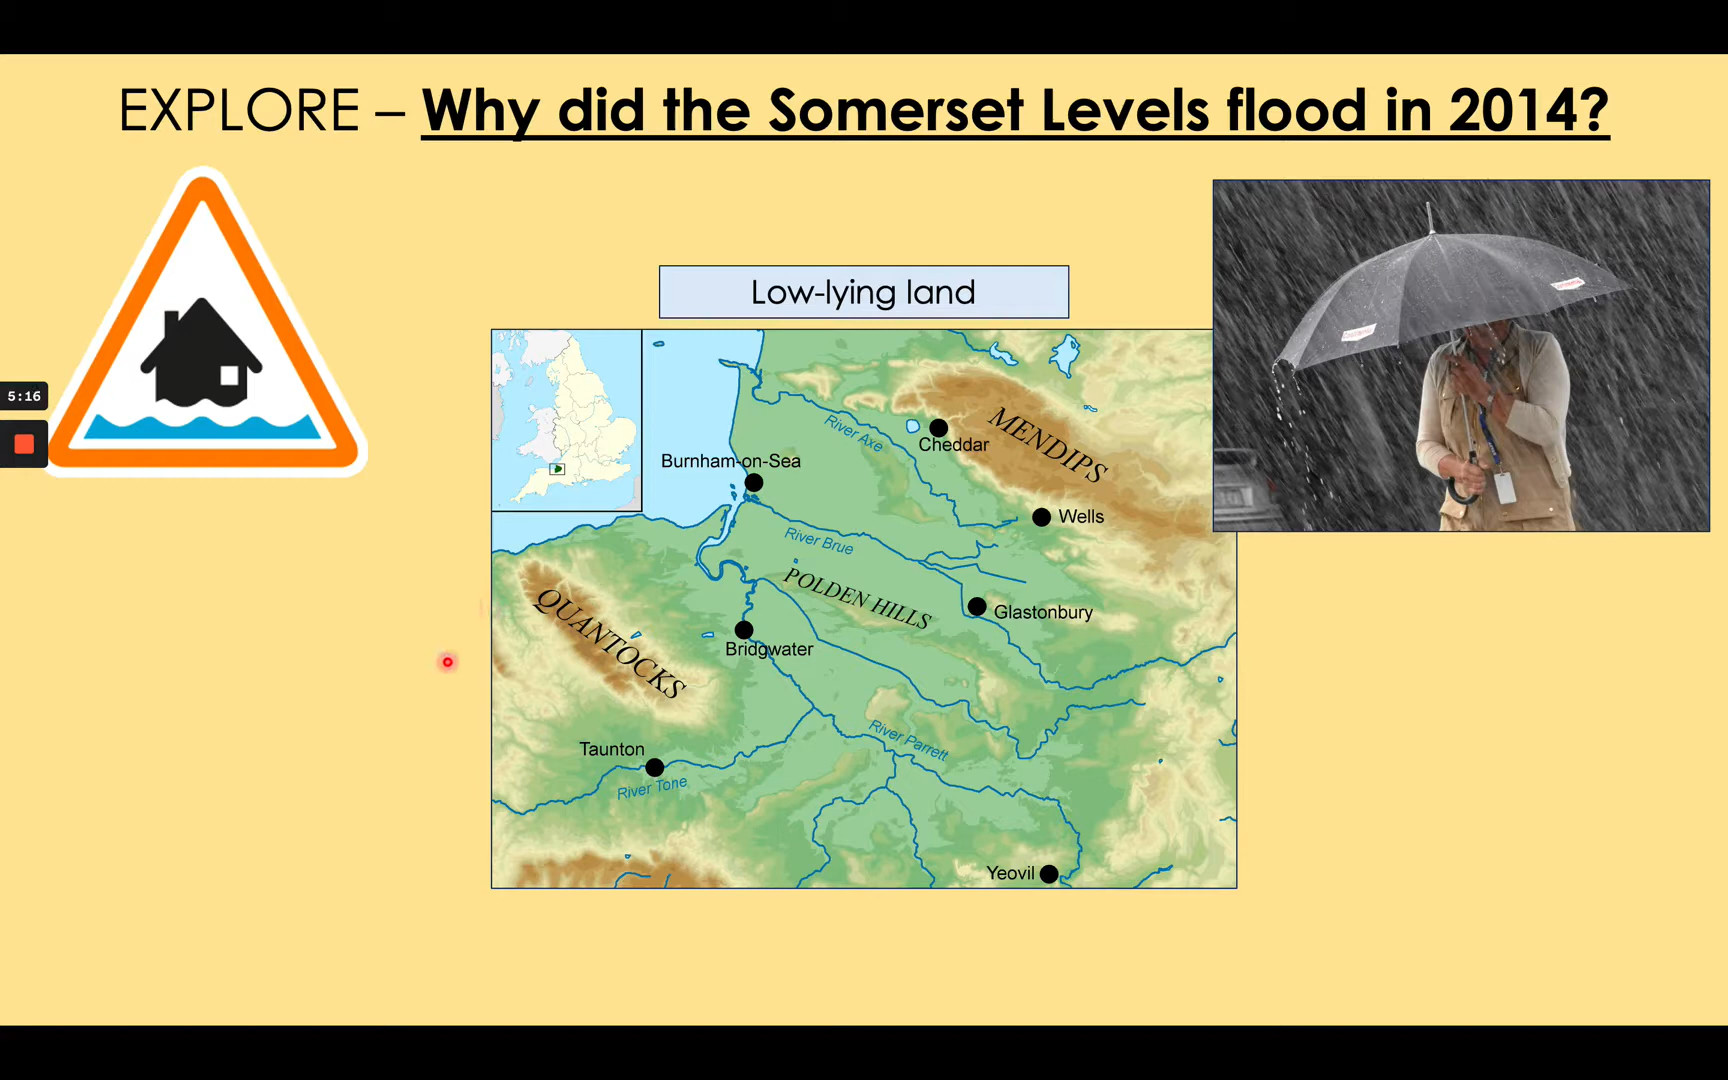 EXPLORE – Why did the Somerset Levels flood in 2014?
Low-lying land
5:16
River Axe
Cheddar
MENDIPS
Burnham-on-Sea
Wells
River Brue
POLDEN HILLS
Glastonbury
QUANTOCKS
Bridgwater
River Parrett
Taunton
River Tone
Yeovil